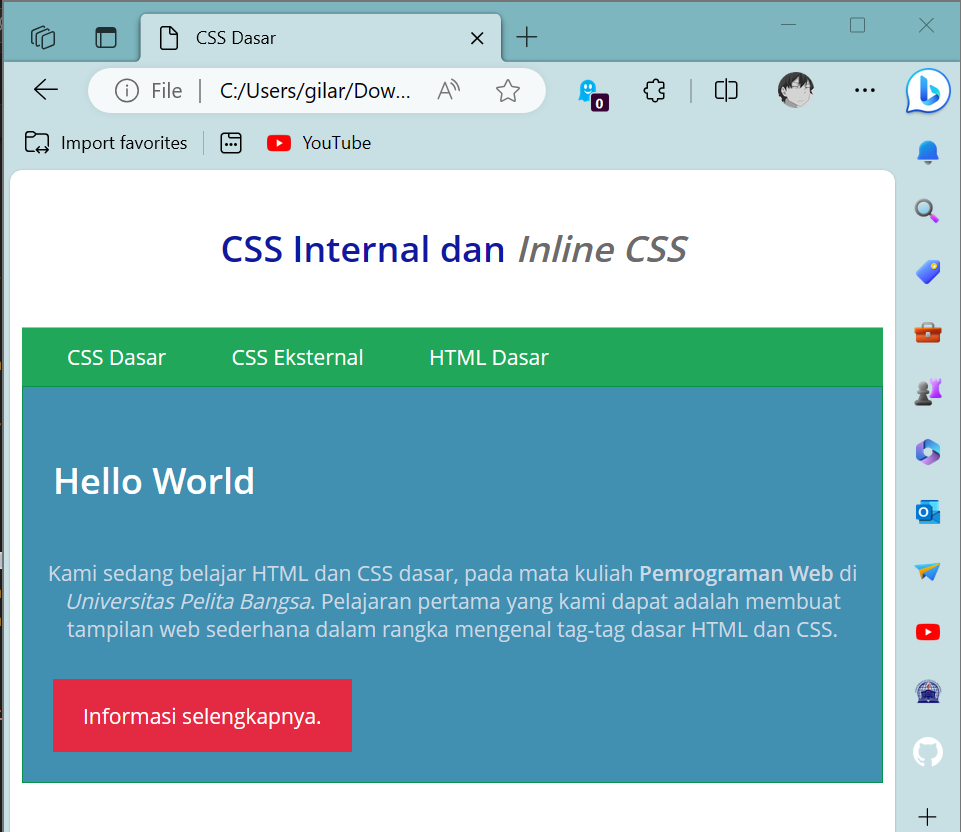 CSS Dasar
File
C:/Users/gilar/Dow...
0
Import favorites
YouTube
CSS Internal dan Inline CSS
CSS Dasar CSS Eksternal HTML Dasar
Hello World
Kami sedang belajar HTML dan CSS dasar, pada mata kuliah Pemrograman Web di
Universitas Pelita Bangsa. Pelajaran pertama yang kami dapat adalah membuat
tampilan web sederhana dalam rangka mengenal tag-tag dasar HTML dan CSS.
Informasi selengkapnya.